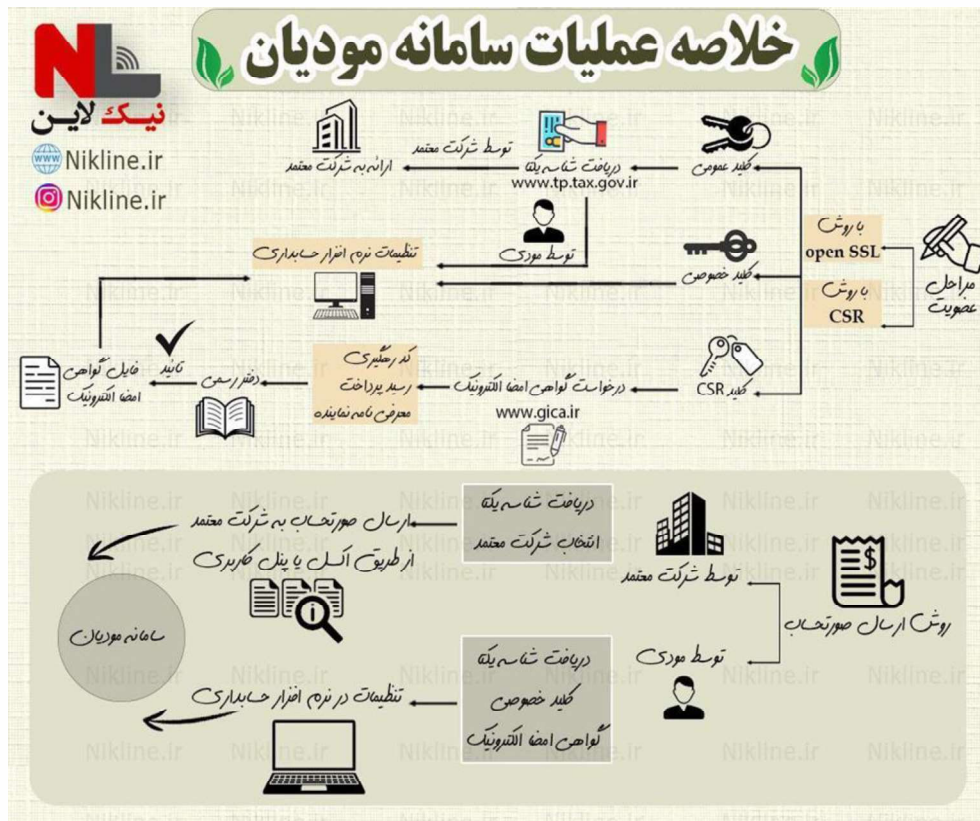 خلاصه عملیات سامانه مودیان
NL
نیک لاین
www Nikline.ir
Nikline.ir
مراحل
عضویت
با روش
open SSL
با روش
CSR
کلید عمومی
دریافت شناسه یکتا
www.tp.tax.gov.ir
توسط شرکت معتمد
ارائه به شرکت معتمد
توسط مودی
کلید خصوصی
تنظیمات نرم افزار حسابداری
کلید CSR
درخواست گواهی امضا الکترونیک
www.gica.ir
کد رهگیری
رسید پرداخت
معرفی نامه نماینده
دفتر رسمی
تائید
فایل گواهی
امضا الکترونیک
روش ارسال صورتحساب
توسط شرکت معتمد
دریافت شناسه یکتا
انتخاب شرکت معتمد
ارسال صورتحساب به شرکت معتمد
از طریق اکسل یا پنل کاربری
توسط مودی
دریافت شناسه یکتا
کلید خصوصی
گواهی امضا الکترونیک
تنظیمات در نرم افزار حسابداری
سامانه مودیان